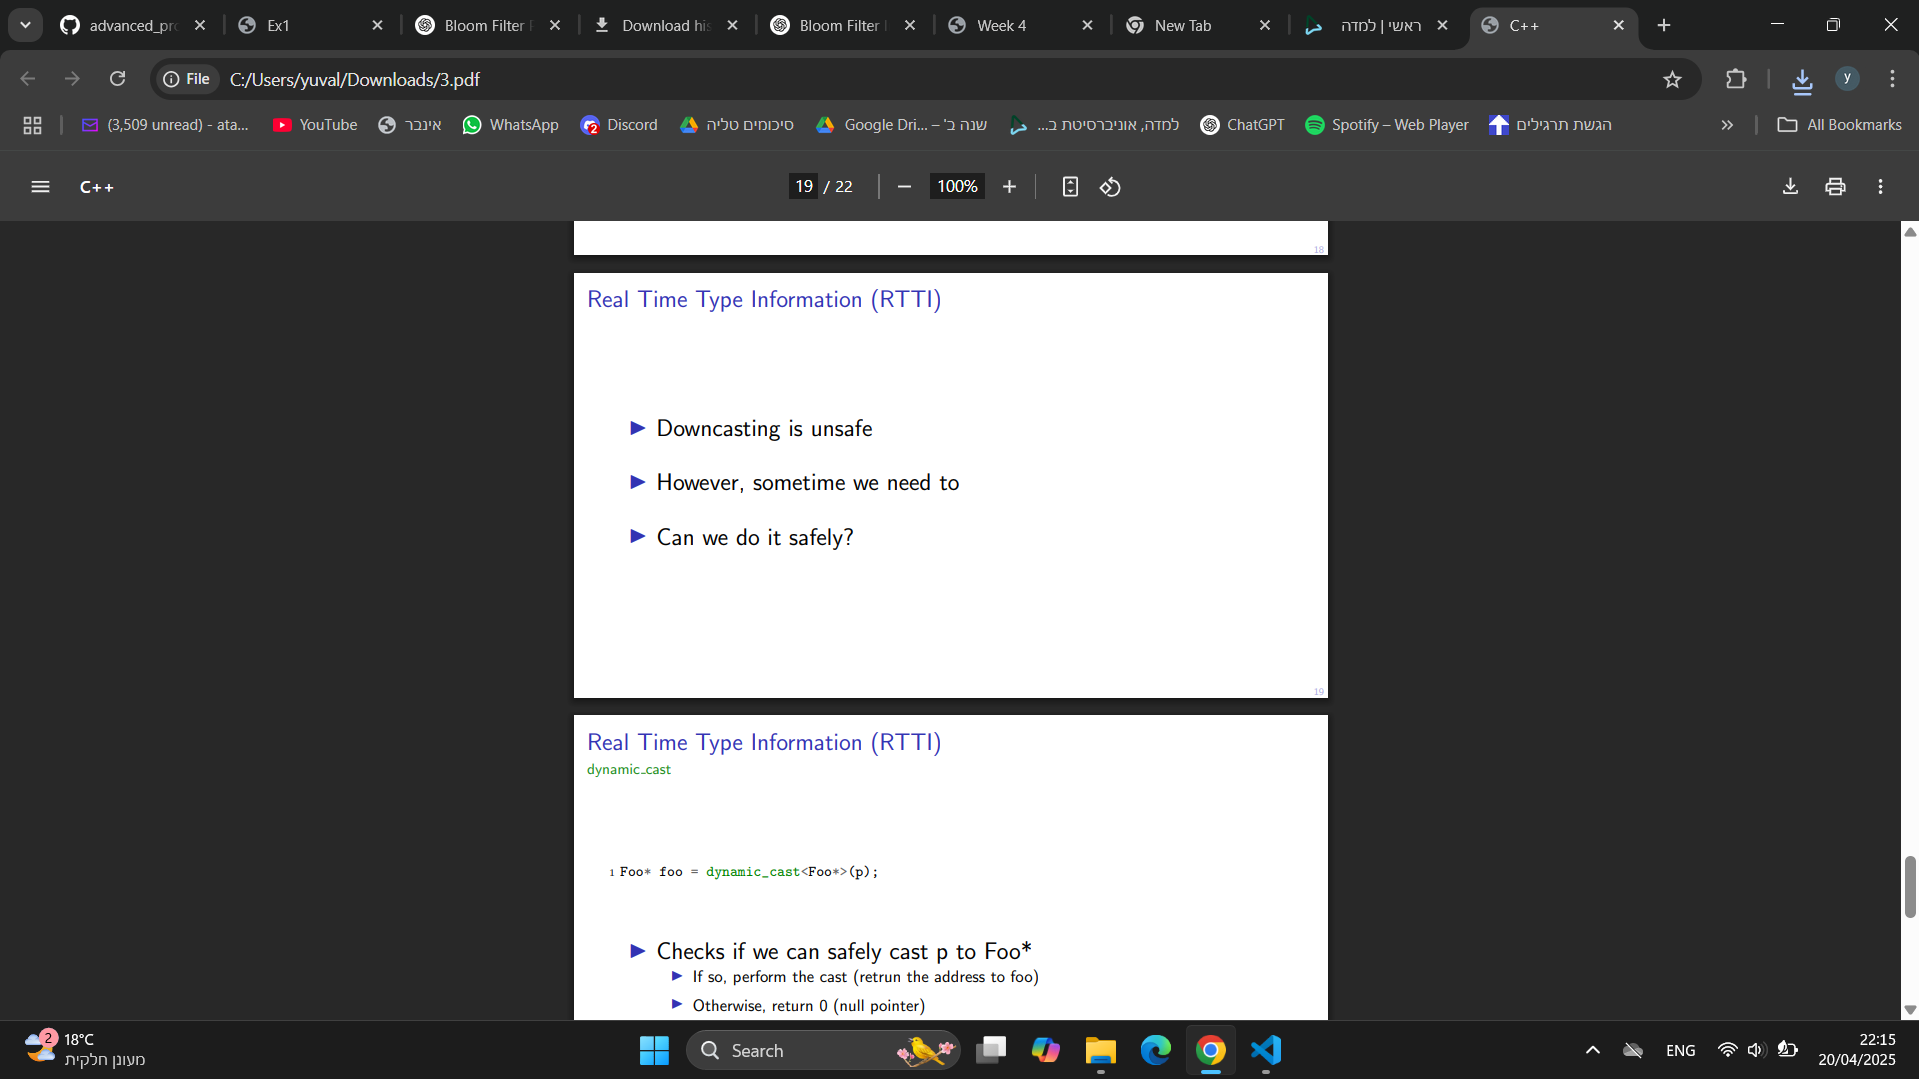 advanced_pro
Ex1
Bloom Filter
Download his
Bloom Filter
Week 4
New Tab
ראשי | למדה
C++
File
C:/Users/yuval/Downloads/3.pdf
y
(3,509 unread) - ata...
YouTube
אינבר
WhatsApp
Discord
סיכומים טליה
Google Dri... – שנה ב'
למדה, אוניברסיטת ב...
ChatGPT
Spotify – Web Player
הגשת תרגילים
All Bookmarks
C++
19 / 22
100%
18
Real Time Type Information (RTTI)
Downcasting is unsafe
However, sometime we need to
Can we do it safely?
19
Real Time Type Information (RTTI)
dynamic_cast
1 Foo* foo = dynamic_cast<Foo*>(p);
Checks if we can safely cast p to Foo*
If so, perform the cast (retrun the address to foo)
Otherwise, return 0 (null pointer)
2
18°C
מעונן חלקית
Search
ENG
22:15
20/04/2025